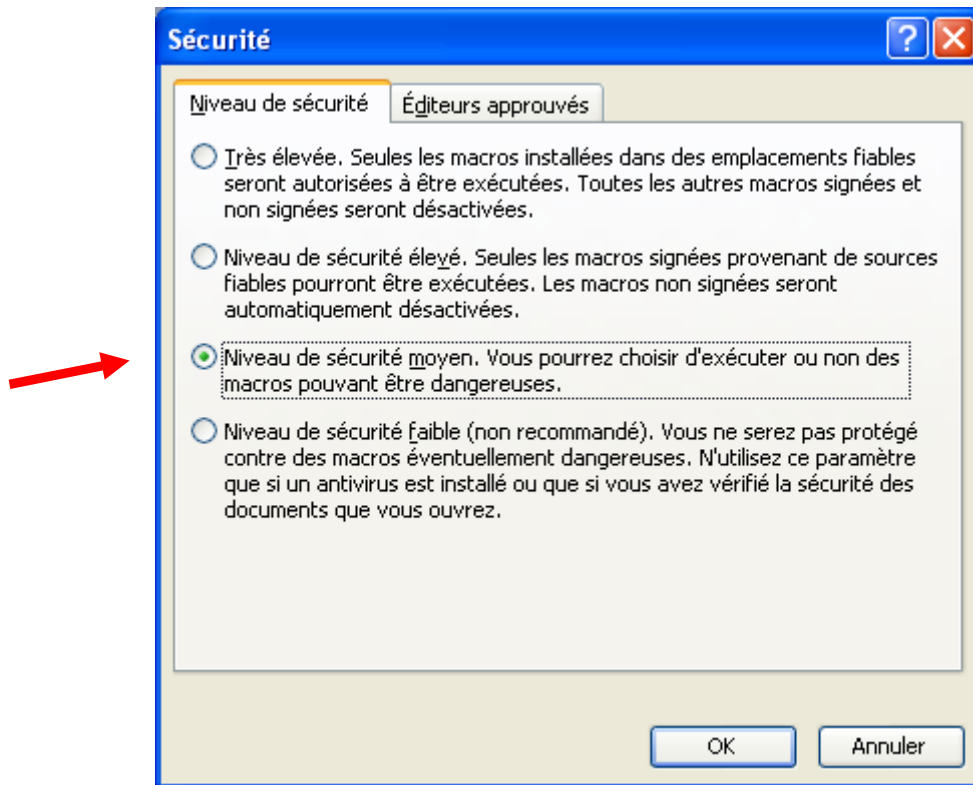 Sécurité
Niveau de sécurité
Éditeurs approuvés
Très élevée. Seules les macros installées dans des emplacements fiables
seront autorisées à être exécutées. Toutes les autres macros signées et
non signées seront désactivées.
Niveau de sécurité élevé. Seules les macros signées provenant de sources
fiables pourront être exécutées. Les macros non signées seront
automatiquement désactivées.
Niveau de sécurité moyen. Vous pourrez choisir d'exécuter ou non des
macros pouvant être dangereuses.
Niveau de sécurité faible (non recommandé). Vous ne serez pas protégé
contre des macros éventuellement dangereuses. N'utilisez ce paramètre
que si un antivirus est installé ou que si vous avez vérifié la sécurité des
documents que vous ouvrez.
OK
Annuler